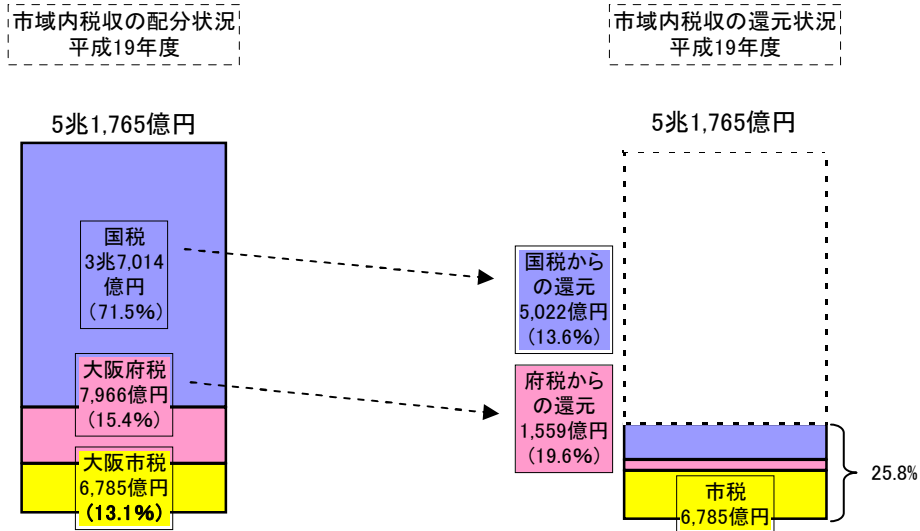 市域内税収の配分状況
平成19年度
市域内税収の還元状況
平成19年度
5兆1,765億円
5兆1,765億円
国税
3兆7,014
億円
(71.5%)
国税から
の還元
5,022億円
(13.6%)
大阪府税
7,966億円
(15.4%)
府税から
の還元
1,559億円
(19.6%)
大阪市税
6,785億円
(13.1%)
市税
6,785億円
25.8%